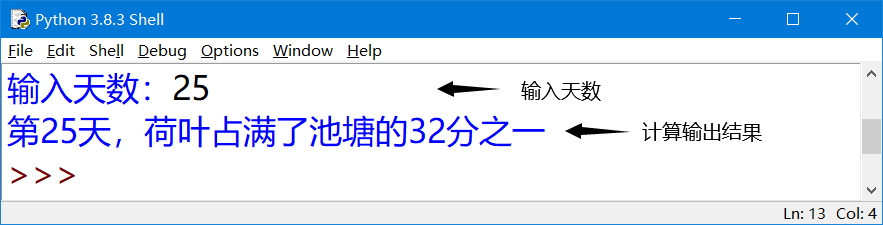 Python 3.8.3 Shell
File Edit Shell Debug Options Window Help
输入天数：25 输入天数
第25天，荷叶占满了池塘的32分之一 计算输出结果
>>>
Ln: 13 Col: 4